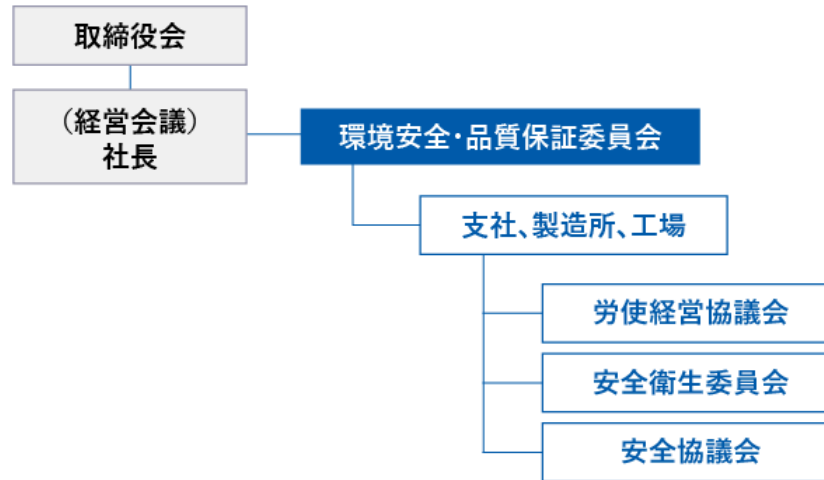 取締役会
（経営会議）
社長
環境安全・品質保証委員会
支社、製造所、工場
労使経営協議会
安全衛生委員会
安全協議会